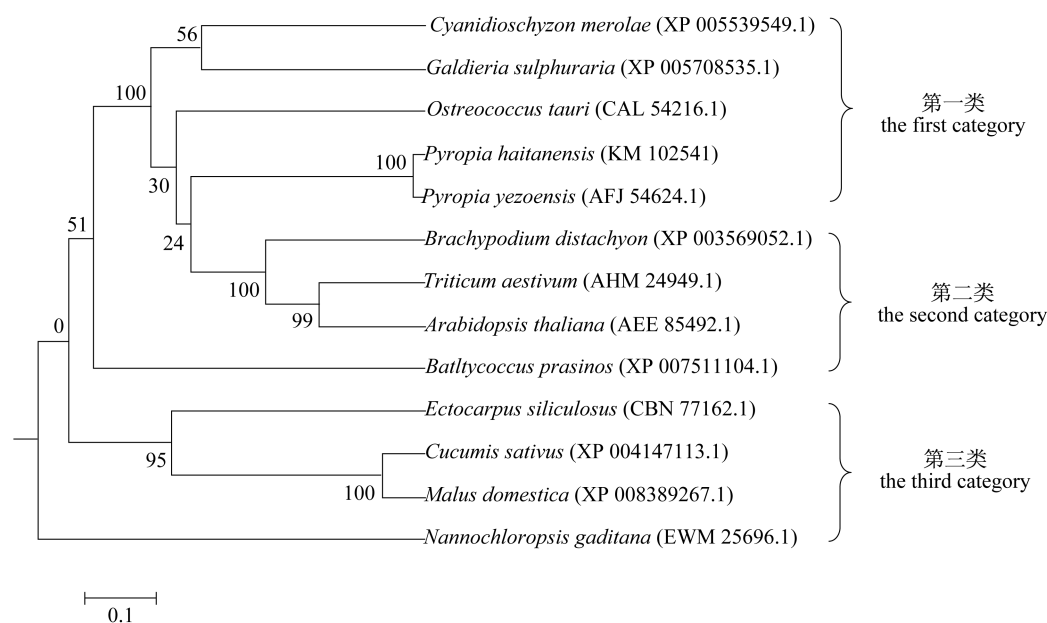 56
Cyanidioschyzon merolae (XP 005539549.1)
Galdieria sulphuraria (XP 005708535.1)
100
Ostreococcus tauri (CAL 54216.1)
第一类
the first category
100
Pyropia haitanensis (KM 102541)
30
Pyropia yezoensis (AFJ 54624.1)
51
24
Brachypodium distachyon (XP 003569052.1)
100
Triticum aestivum (AHM 24949.1)
第二类
the second category
99
Arabidopsis thaliana (AEE 85492.1)
0
Batltycoccus prasinos (XP 007511104.1)
Ectocarpus siliculosus (CBN 77162.1)
95
Cucumis sativus (XP 004147113.1)
第三类
the third category
100
Malus domestica (XP 008389267.1)
Nannochloropsis gaditana (EWM 25696.1)
0.1